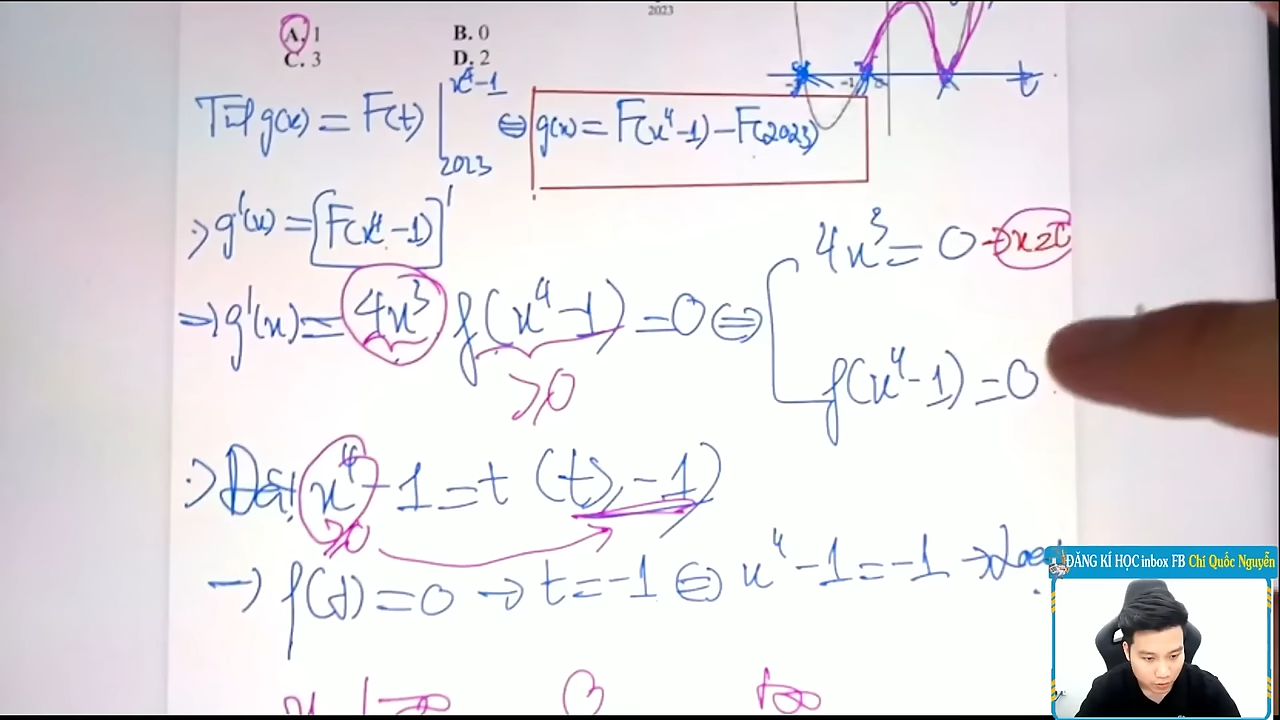 2023
A. 1 B. 0
C. 3 D. 2
-1
t
g(x) = F(t) | x⁴-1 2023 ⇔ g(x) = F(x⁴-1) - F(2023)
g'(x) = [F(x⁴-1)]'
4x³ = 0 →
⇒ g'(x) = 4x³ f(x⁴-1) = 0 ⇔
≥0
f(x⁴-1) = 0
Đặt x⁴ - 1 = t (t ≥ -1)
≥0
→ f(t) = 0 → t = -1 ⇔ x⁴ - 1 = -1 →
ĐĂNG KÍ HỌC inbox FB Chí Quốc Nguyễn
x -∞ 0 +∞